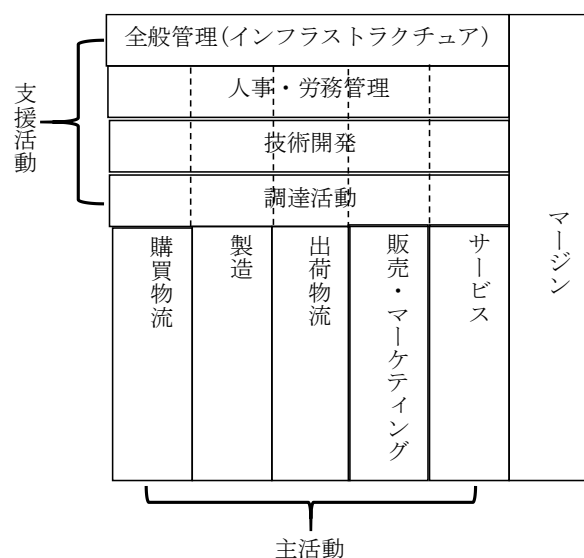 全般管理(インフラストラクチュア)
人事・労務管理
技術開発
調達活動
支援活動
購買物流
製造
出荷物流
販売・マーケティング
サービス
マージン
主活動